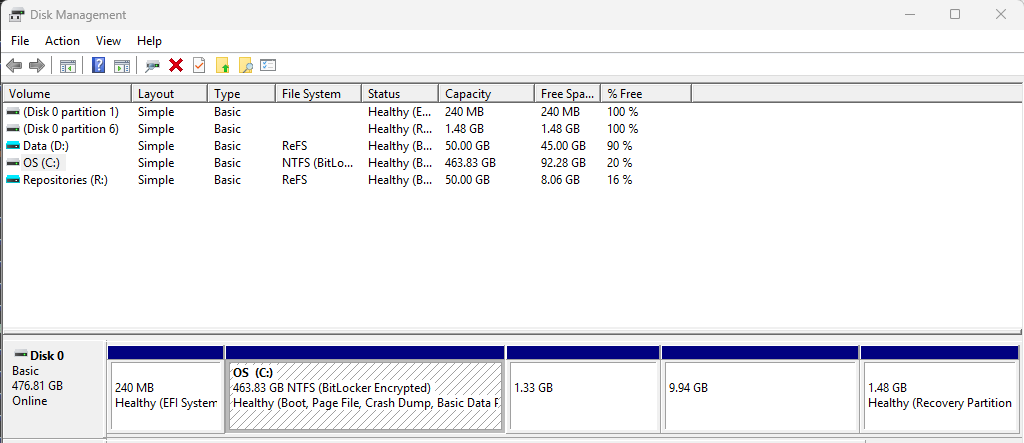 Disk Management
File Action View Help
Volume Layout Type File System Status Capacity Free Spa... % Free
(Disk 0 partition 1) Simple Basic Healthy (E... 240 MB 240 MB 100 %
(Disk 0 partition 6) Simple Basic Healthy (R... 1.48 GB 1.48 GB 100 %
Data (D:) Simple Basic ReFS Healthy (B... 50.00 GB 45.00 GB 90 %
OS (C:) Simple Basic NTFS (BitLo... Healthy (B... 463.83 GB 92.28 GB 20 %
Repositories (R:) Simple Basic ReFS Healthy (B... 50.00 GB 8.06 GB 16 %
Disk 0
Basic
476.81 GB
Online
240 MB
Healthy (EFI System
OS (C:)
463.83 GB NTFS (BitLocker Encrypted)
Healthy (Boot, Page File, Crash Dump, Basic Data P
1.33 GB
9.94 GB
1.48 GB
Healthy (Recovery Partition